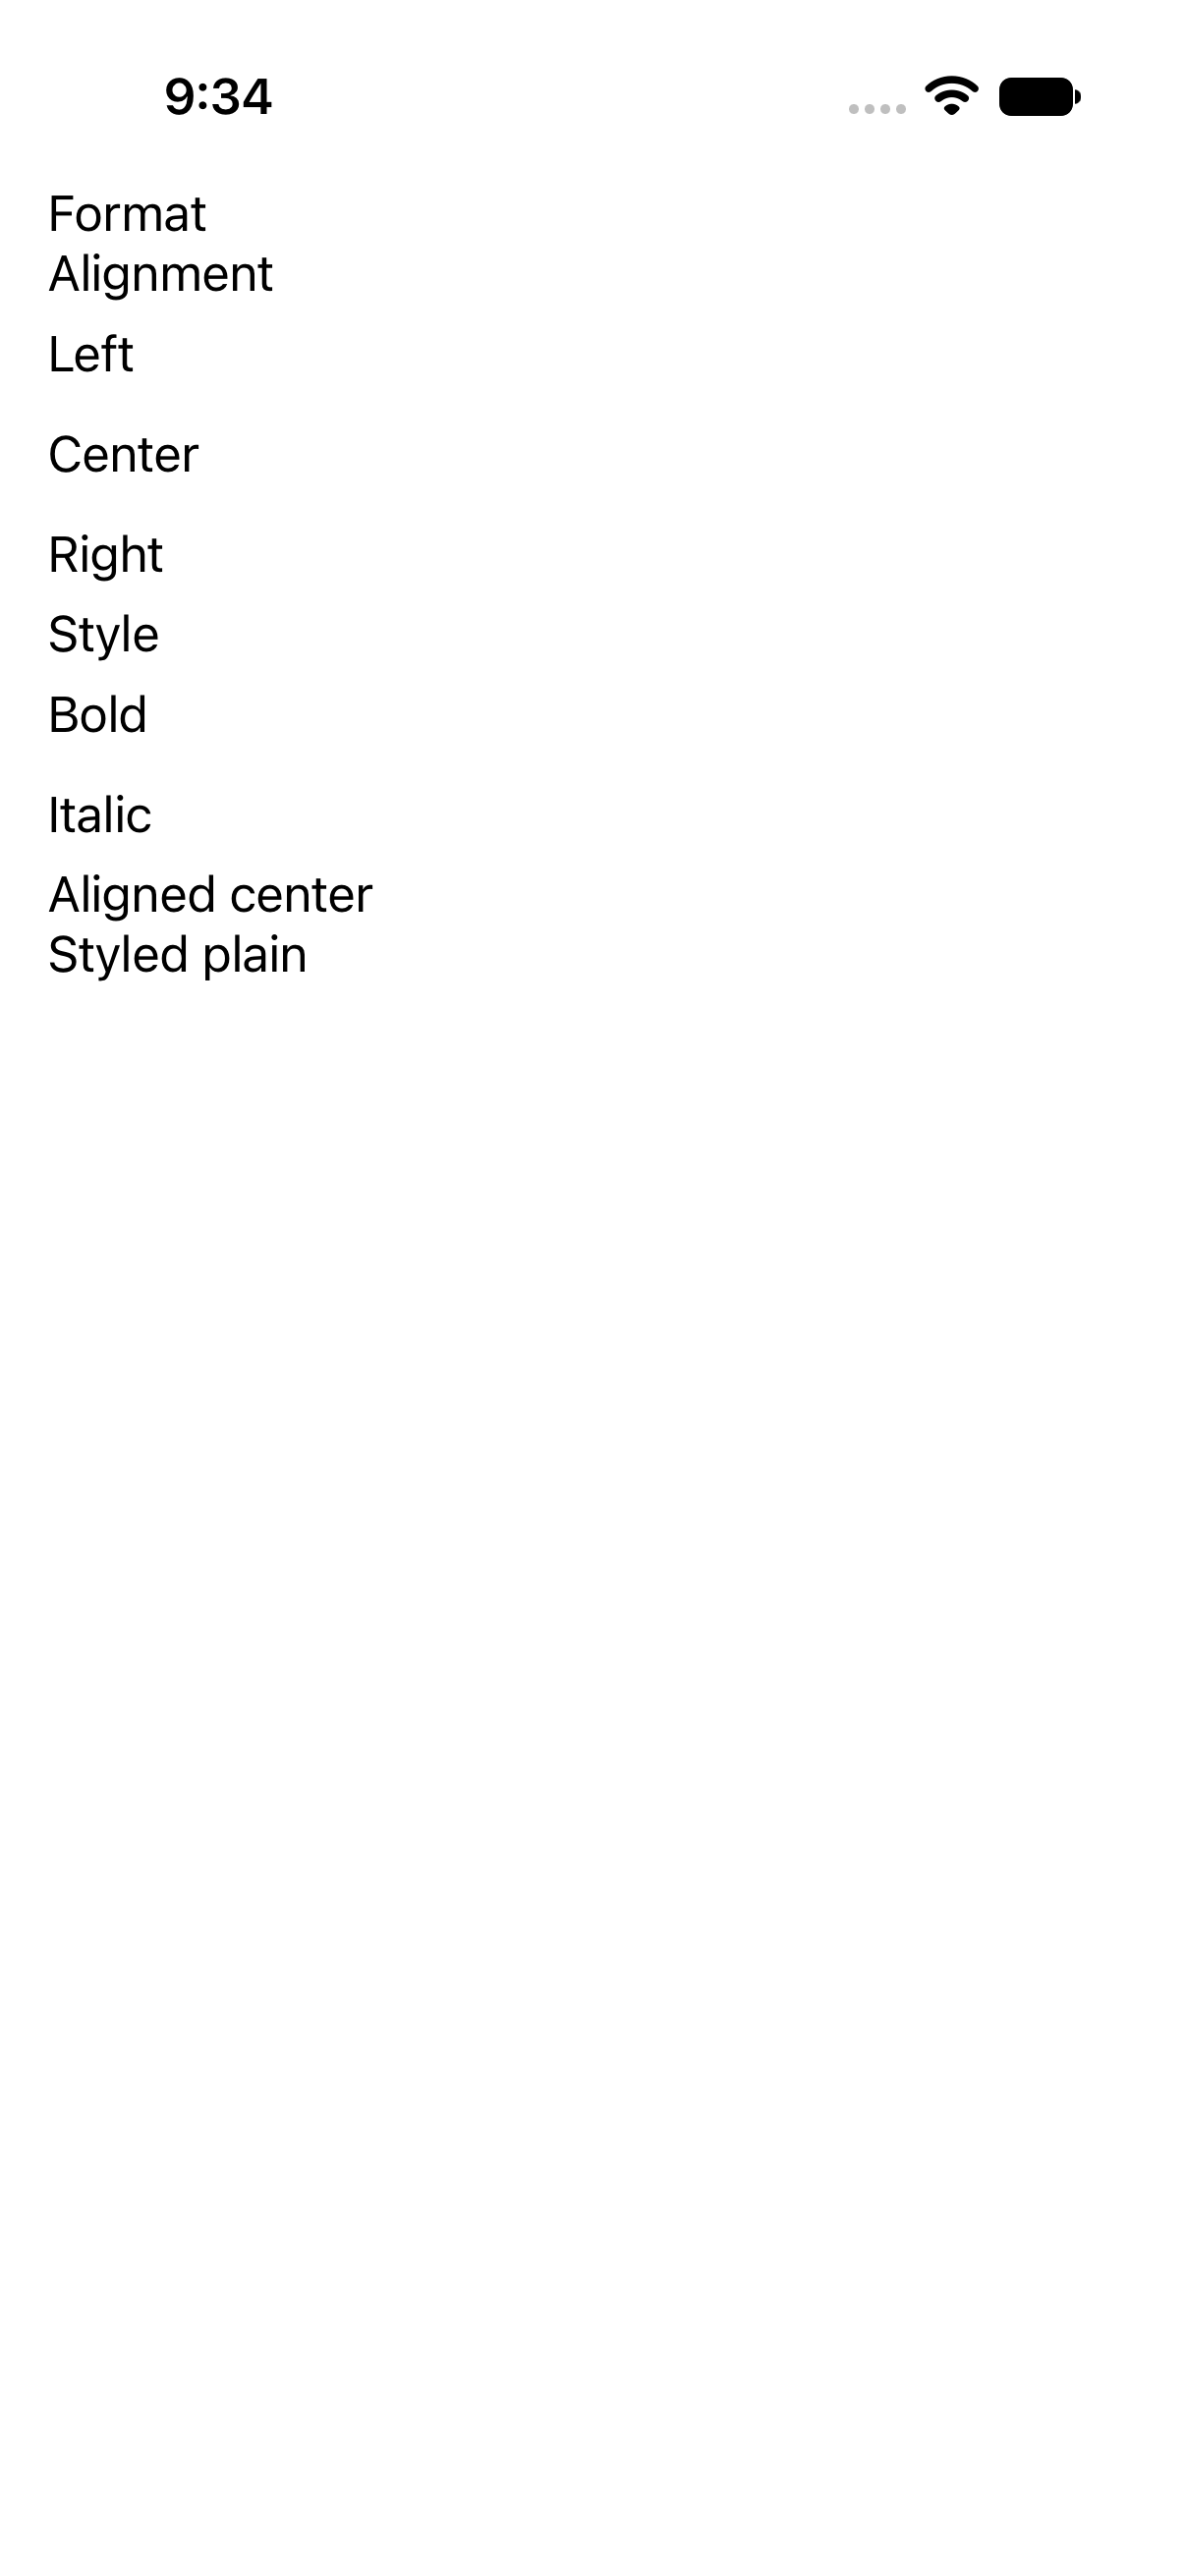 9:34
Format
Alignment
Left
Center
Right
Style
Bold
Italic
Aligned center
Styled plain